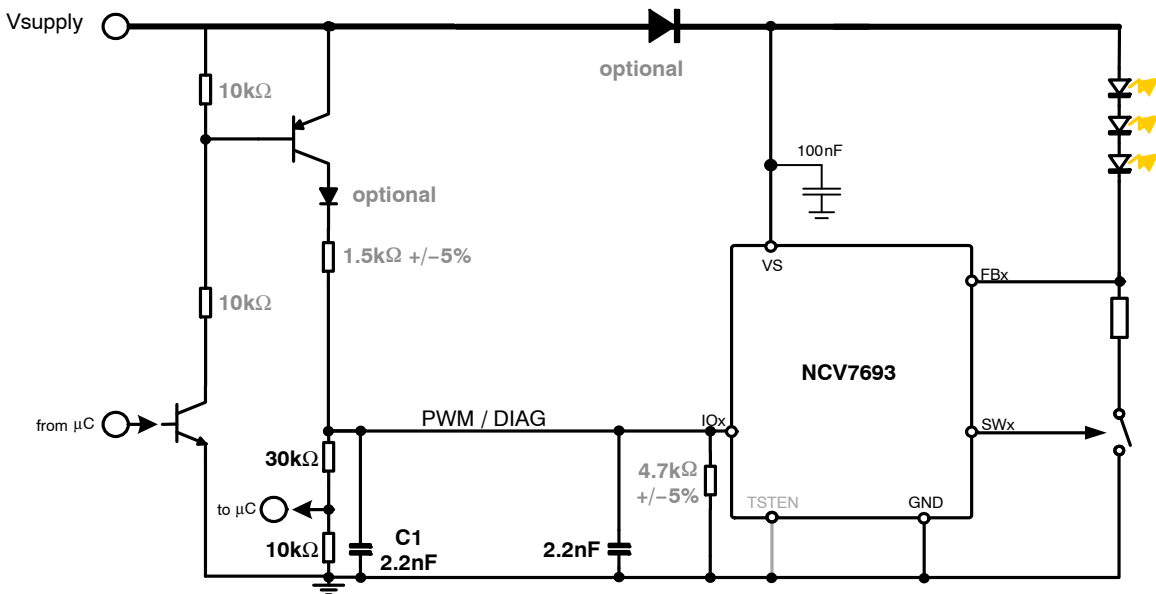 Vsupply
optional
10kΩ
100nF
optional
1.5kΩ +/−5%
VS
FBx
10kΩ
NCV7693
from μC
PWM / DIAG
IOx
SWx
30kΩ
4.7kΩ
+/−5%
TSTEN
GND
to μC
10kΩ
C1
2.2nF
2.2nF